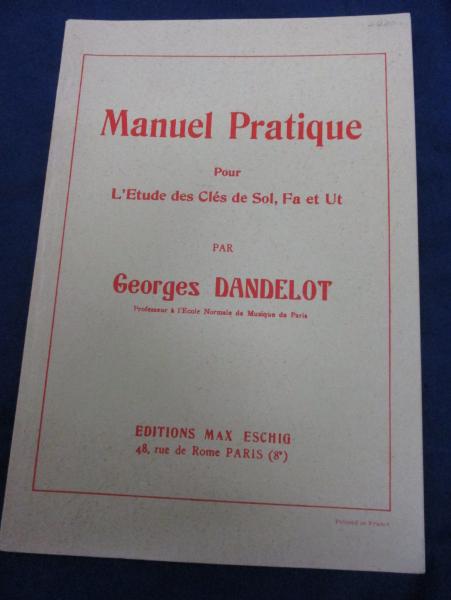 Manuel Pratique
Pour
L'Etude des Clés de Sol, Fa et Ut
PAR
Georges DANDELOT
Professeur à l'Ecole Normale de Musique de Paris
EDITIONS MAX ESCHIG
48, rue de Rome PARIS (8e)
Printed in France